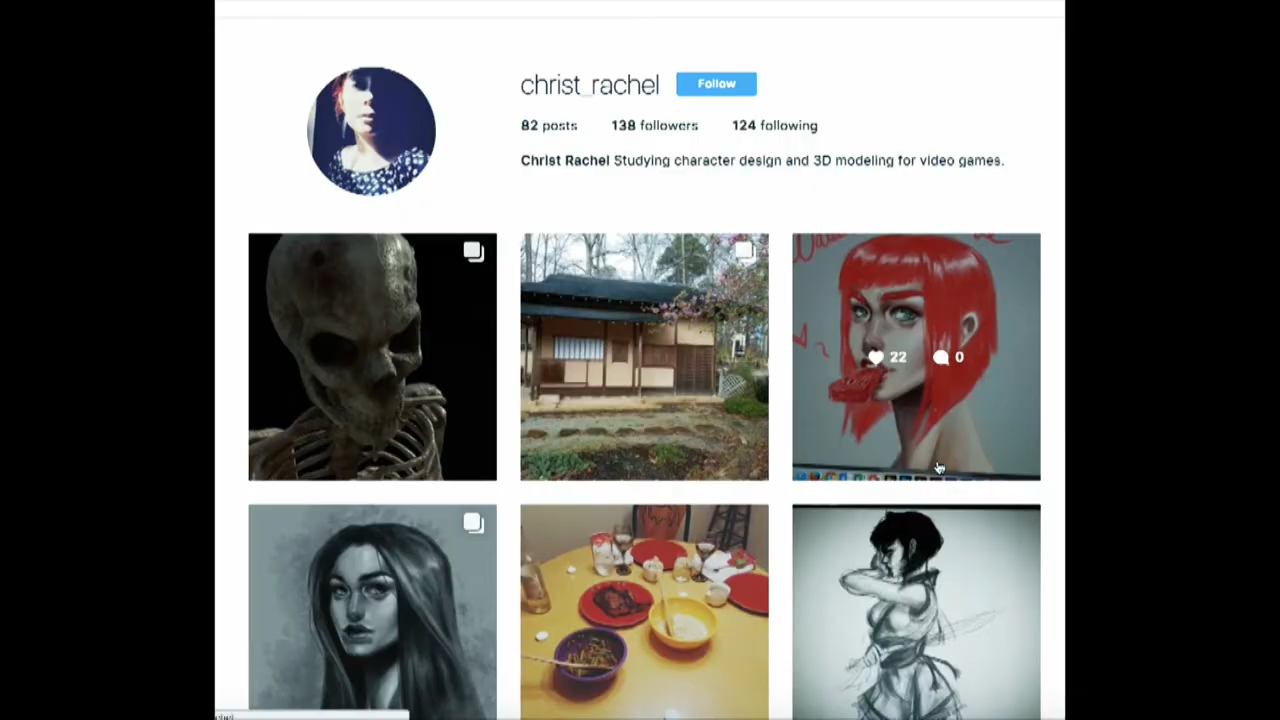 christ_rachel Follow
82 posts 138 followers 124 following
Christ Rachel Studying character design and 3D modeling for video games.
22 0